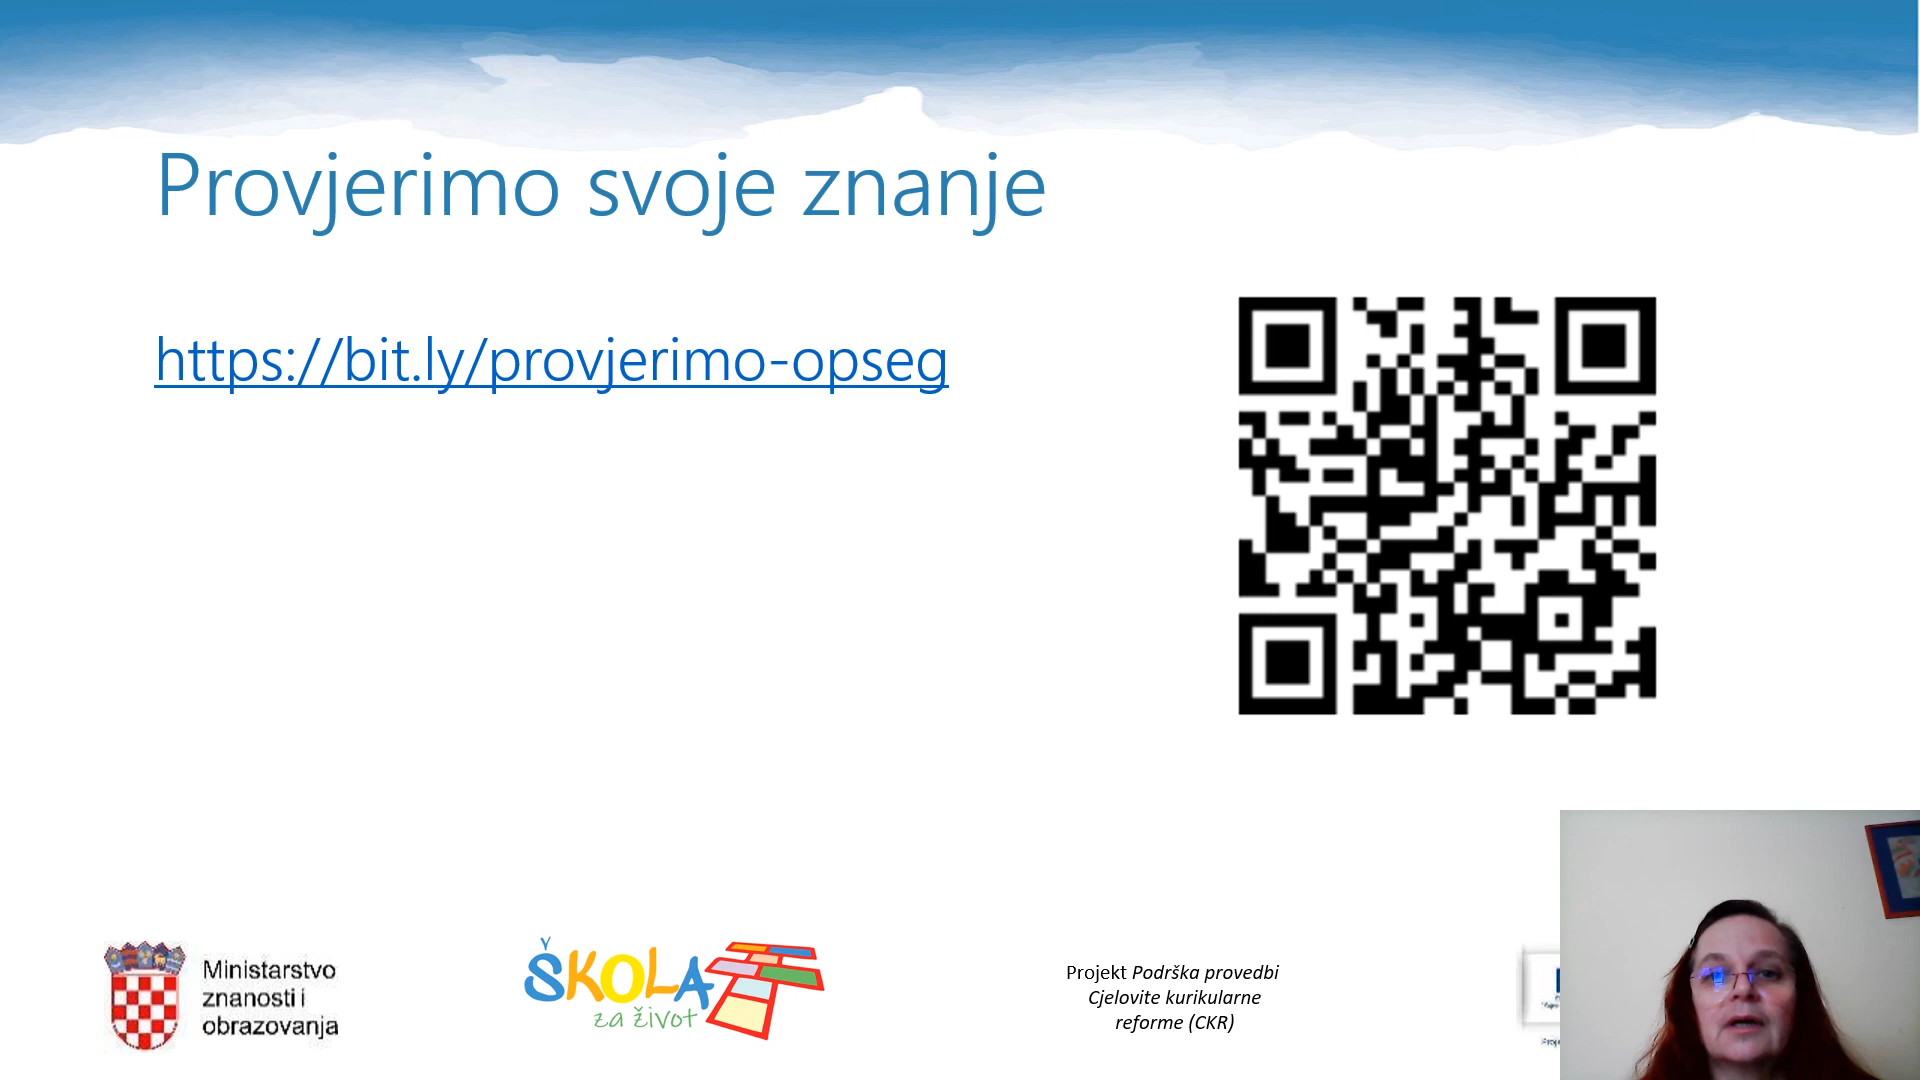 Provjerimo svoje znanje
https://bit.ly/provjerimo-opseg
Ministarstvo
znanosti i
obrazovanja
ŠKOLA
za život
Projekt Podrška provedbi
Cjelovite kurikularne
reforme (CKR)